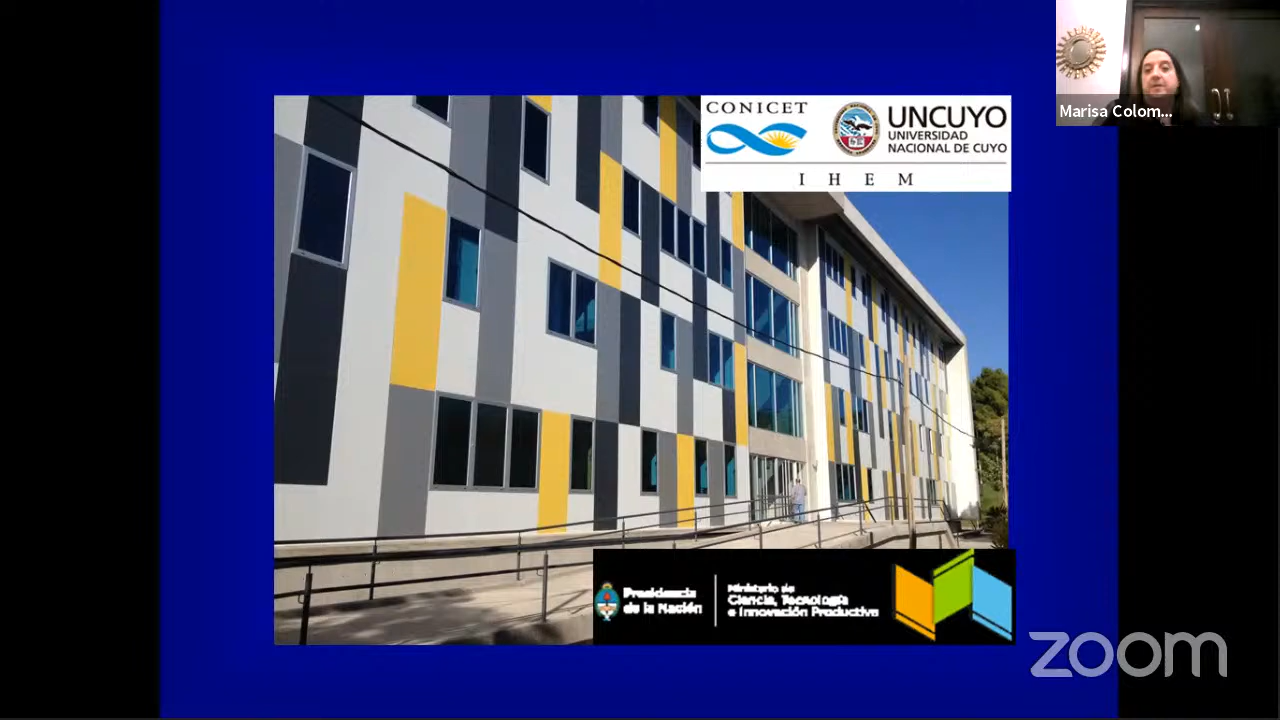 CONICET
UNCUYO
UNIVERSIDAD
NACIONAL DE CUYO
I H E M
Marisa Colom...
Presidencia
de la Nación
Ministerio de
Ciencia, Tecnología
e Innovación Productiva
zoom